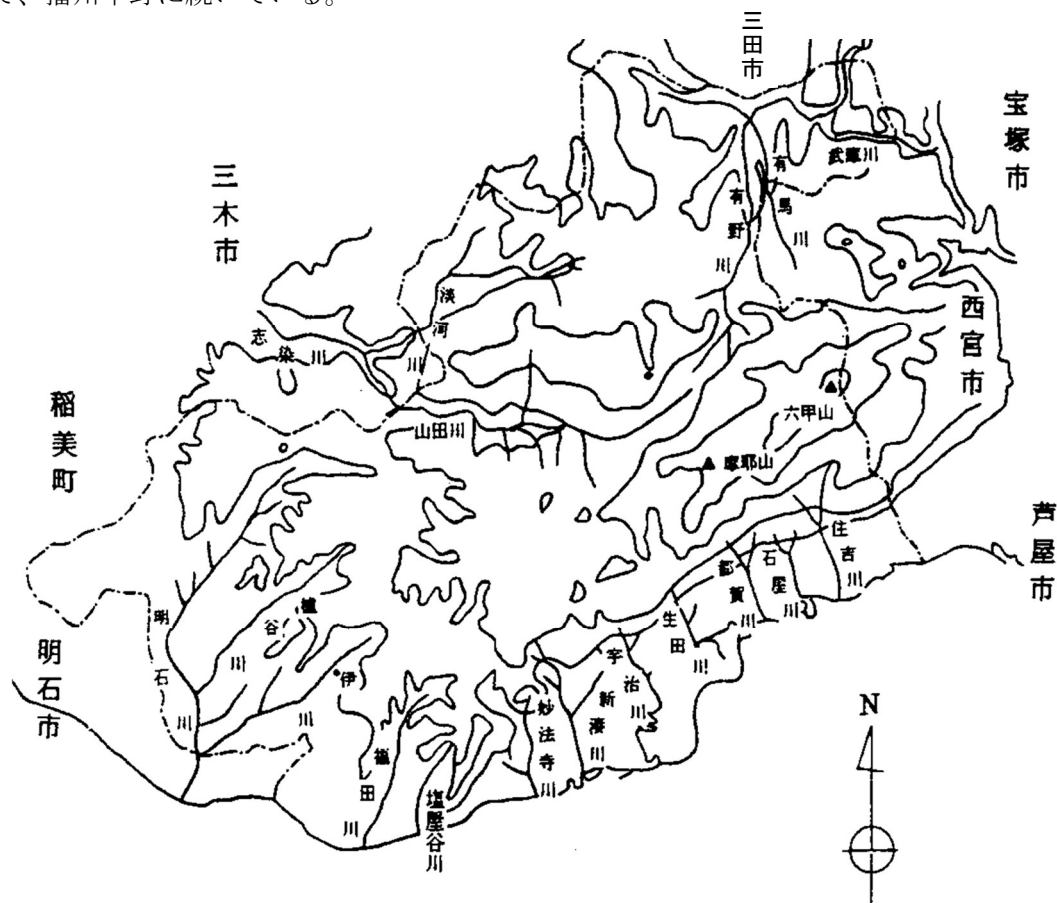 、播州平野に続いている。
三田市
宝塚市
三木市
武庫川
有馬川
有野川
淡河川
志染川
西宮市
稲美町
六甲山
山田川
摩耶山
芦屋市
住吉川
石屋川
都賀川
生田川
明石川
櫨谷川
明石市
伊川
宇治川
新湊川
妙法寺川
福田川
塩屋谷川
N